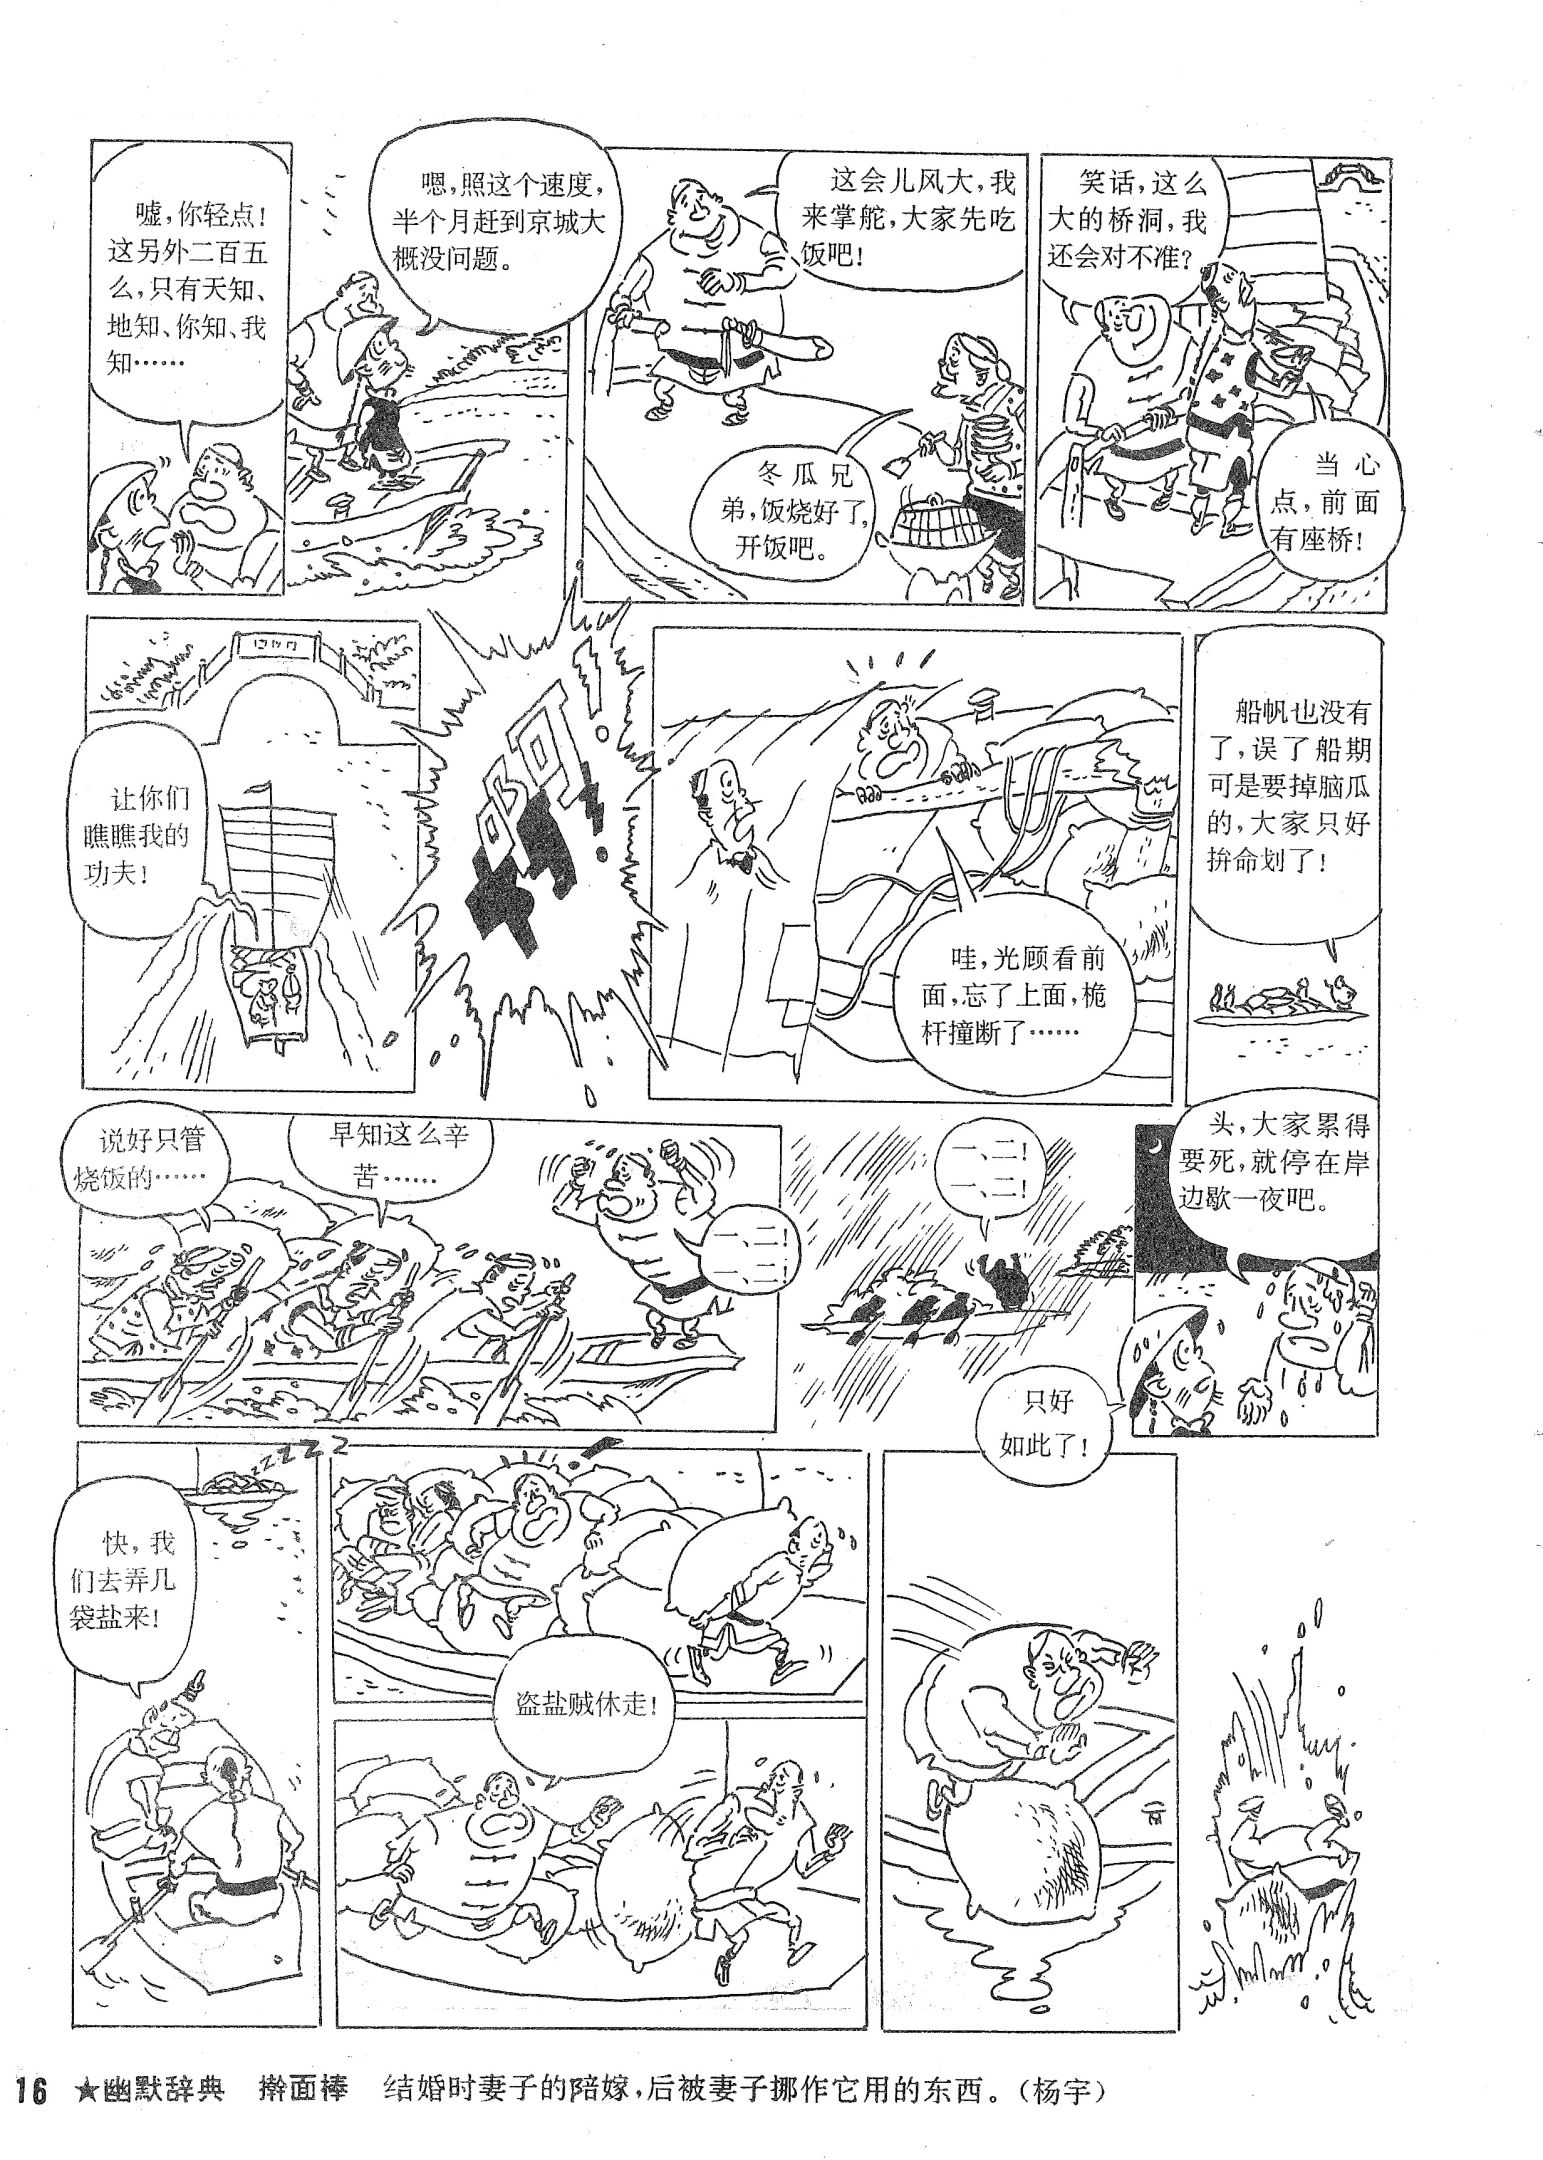 嘘，你轻点！
这另外二百五
么，只有天知、
地知、你知、我
知……
嗯，照这个速度，
半个月赶到京城大
概没问题。
这会儿风大，我
来掌舵，大家先吃
饭吧！
冬瓜兄
弟，饭烧好了，
开饭吧。
笑话，这么
大的桥洞，我
还会对不准？
当心
点，前面
有座桥！
让你们
瞧瞧我的
功夫！
哇，光顾看前
面，忘了上面，桅
杆撞断了……
船帆也没有
了，误了船期
可是要掉脑瓜
的，大家只好
拚命划了！
说好只管
烧饭的……
早知这么辛
苦……
一、二！
一、二！
一、二！
一、二！
头，大家累得
要死，就停在岸
边歇一夜吧。
只好
如此了！
zzzzz
快，我
们去弄几
袋盐来！
盗盐贼休走！
16 ★幽默辞典 擀面棒 结婚时妻子的陪嫁，后被妻子挪作它用的东西。（杨宇）